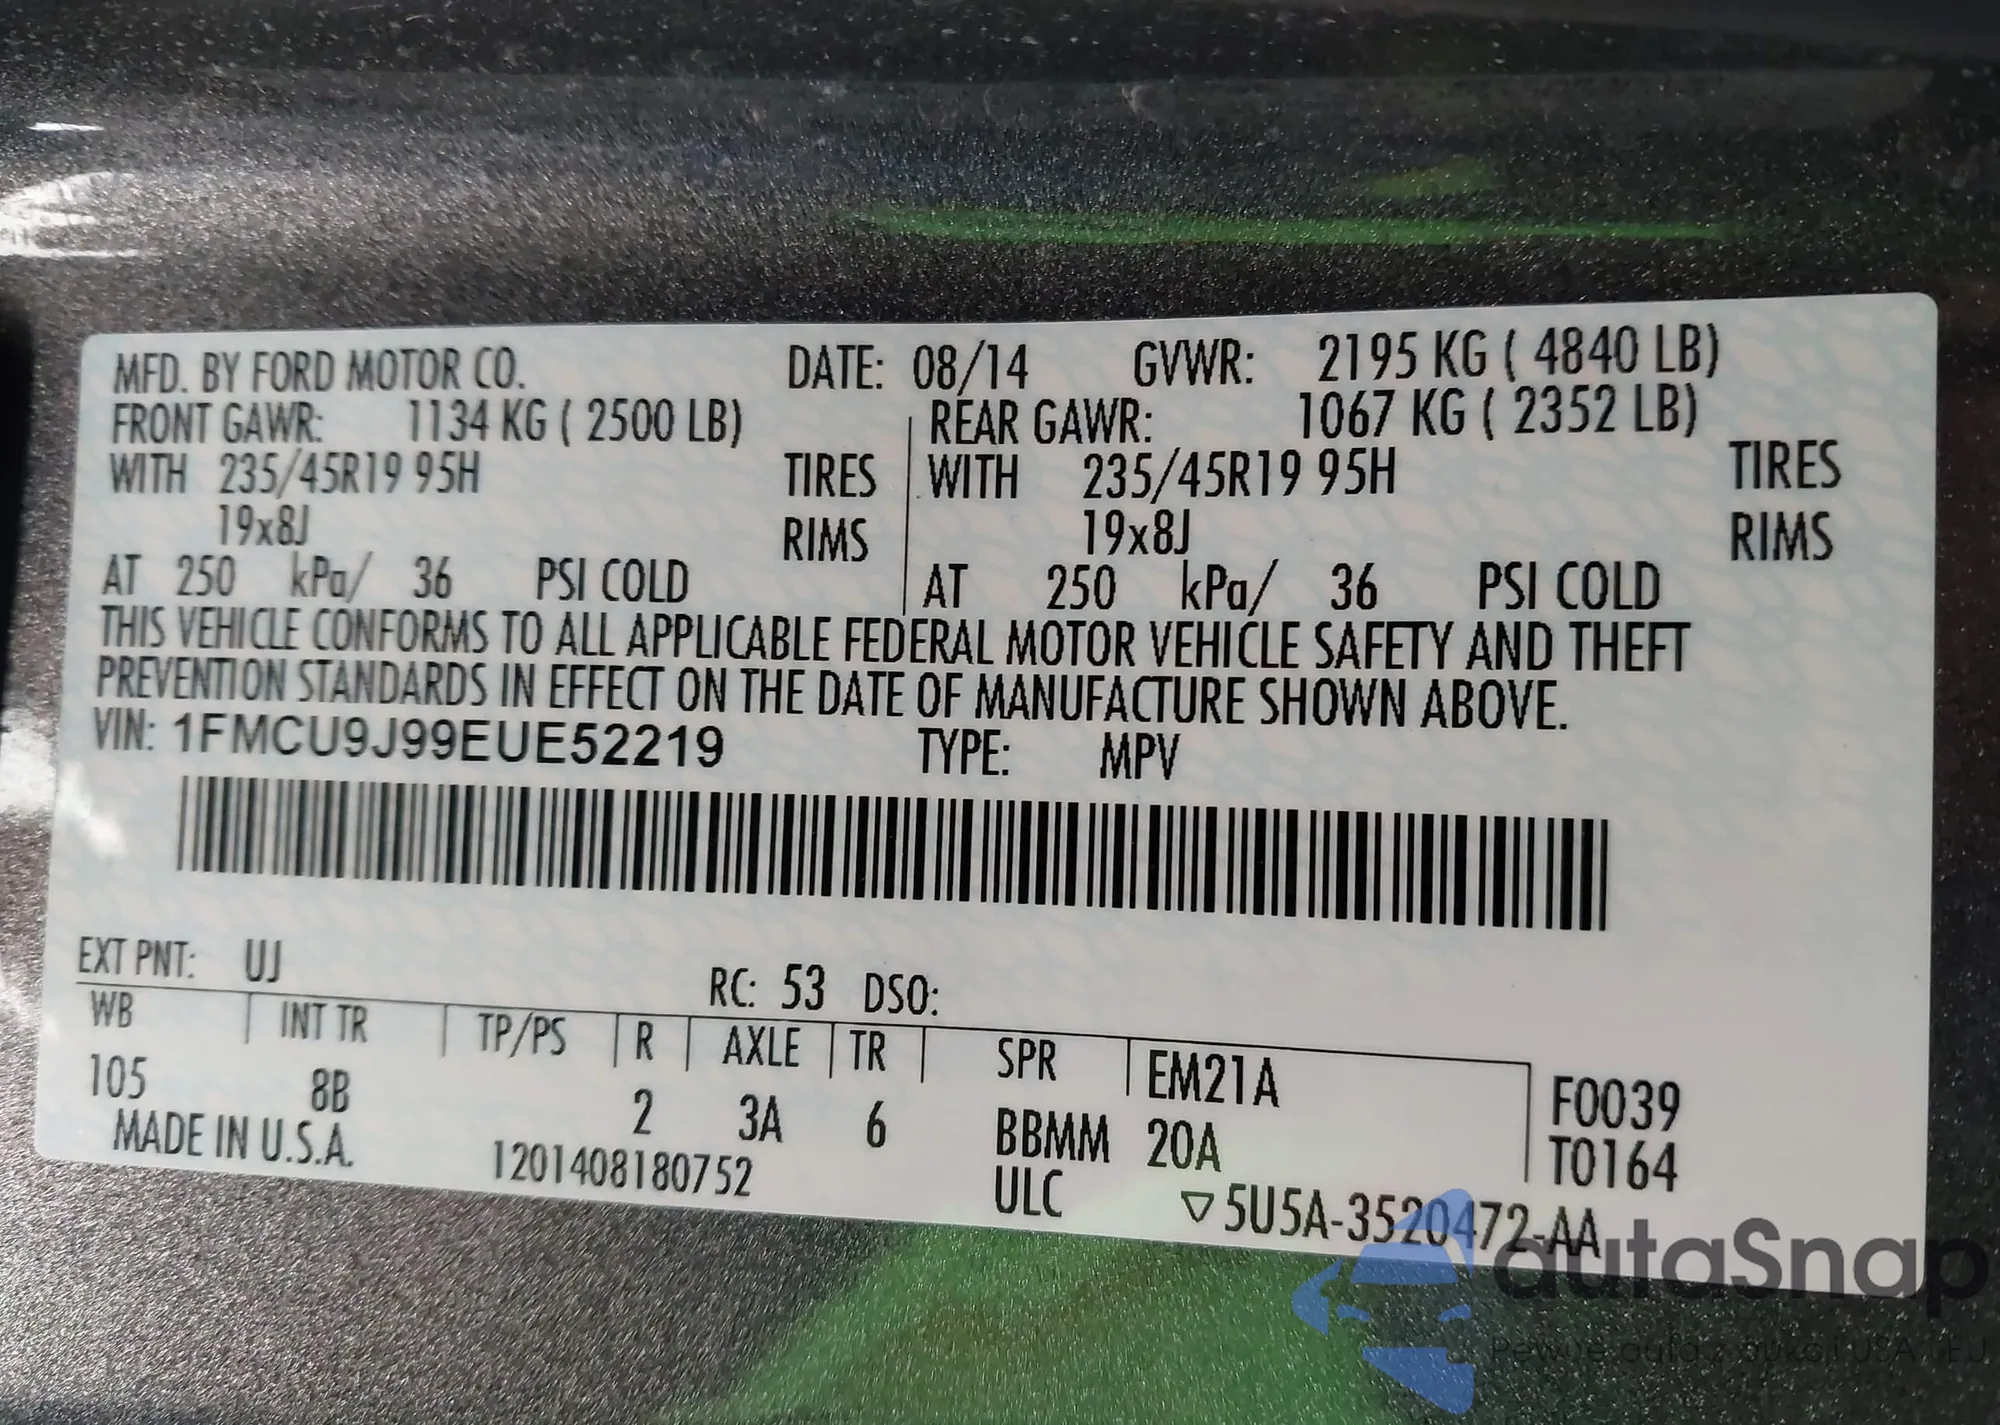 MFD. BY FORD MOTOR CO. DATE: 08/14 GVWR: 2195 KG ( 4840 LB)
FRONT GAWR: 1134 KG ( 2500 LB) REAR GAWR: 1067 KG ( 2352 LB)
WITH 235/45R19 95H TIRES WITH 235/45R19 95H TIRES
19x8J RIMS 19x8J RIMS
AT 250 kPa/ 36 PSI COLD AT 250 kPa/ 36 PSI COLD
THIS VEHICLE CONFORMS TO ALL APPLICABLE FEDERAL MOTOR VEHICLE SAFETY AND THEFT
PREVENTION STANDARDS IN EFFECT ON THE DATE OF MANUFACTURE SHOWN ABOVE.
VIN: 1FMCU9J99EUE52219 TYPE: MPV
EXT PNT: UJ RC: 53 DSO:
WB INT TR TP/PS R AXLE TR SPR EM21A F0039
105 8B 2 3A 6 BBMM 20A T0164
MADE IN U.S.A. 1201408180752 ULC ▽5U5A-3520472-AA
autaSnap
Pewne auta z aukcji USA i EU